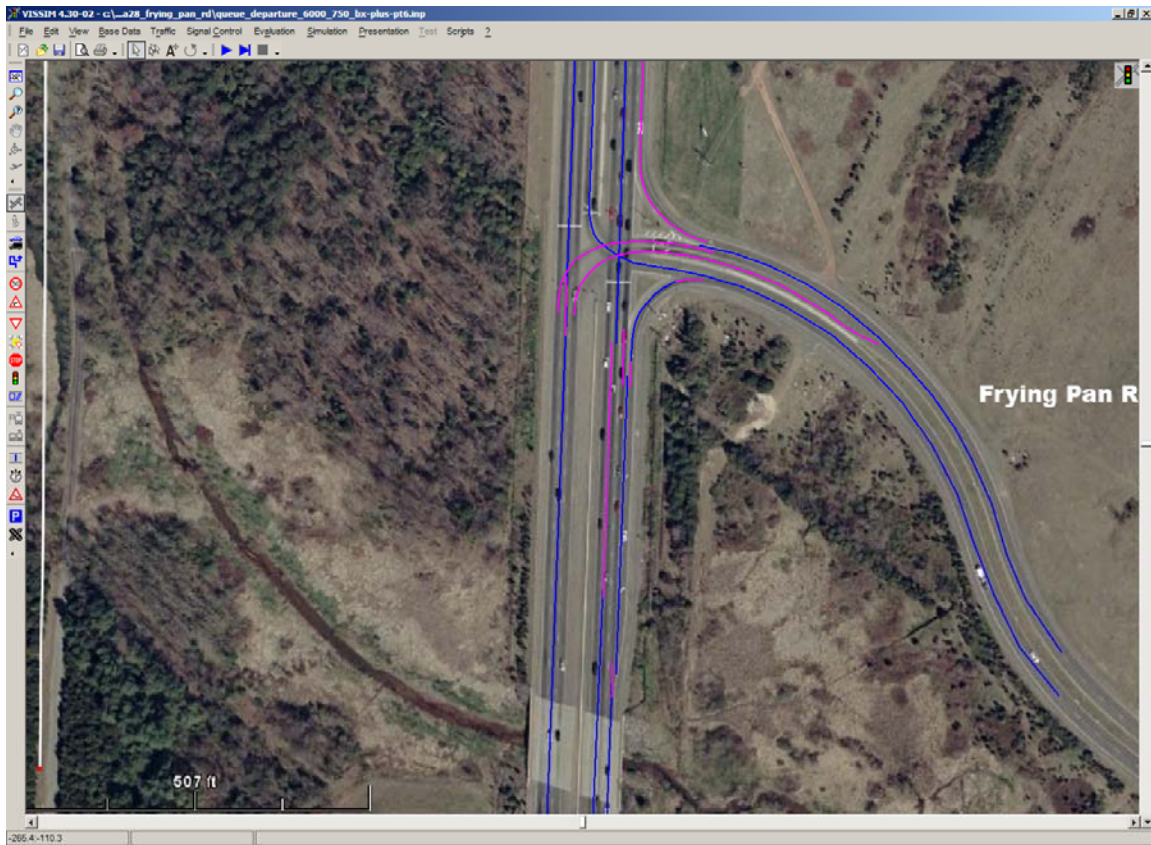 VISSIM 4.30-02 - c:\...a28_frying_pan_rd\queue_departure_6000_750_bx-plus-pt6.inp
File Edit View Base Data Traffic Signal Control Evaluation Simulation Presentation Test Scripts ?
Frying Pan R
507 ft
-265.4:-110.3